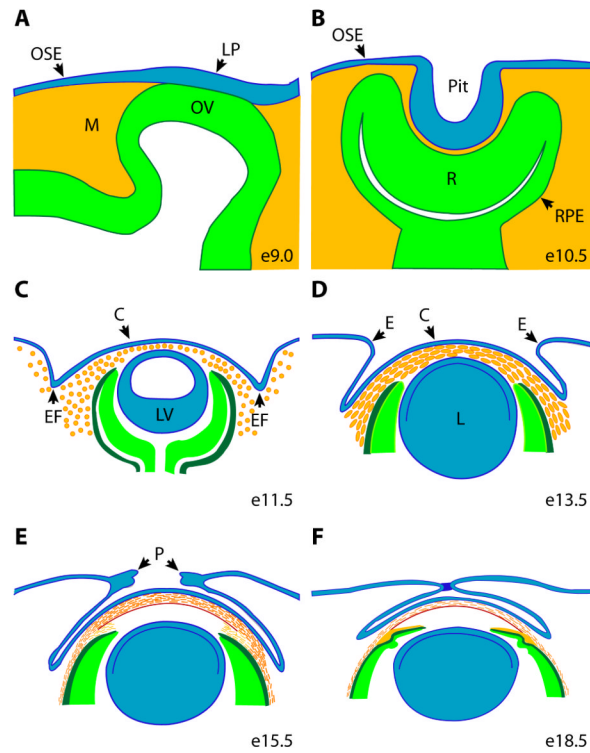 A
OSE
LP
M
OV
e9.0
B
OSE
Pit
R
RPE
e10.5
C
C
LV
EF
EF
e11.5
D
E
C
E
L
e13.5
E
P
e15.5
F
e18.5